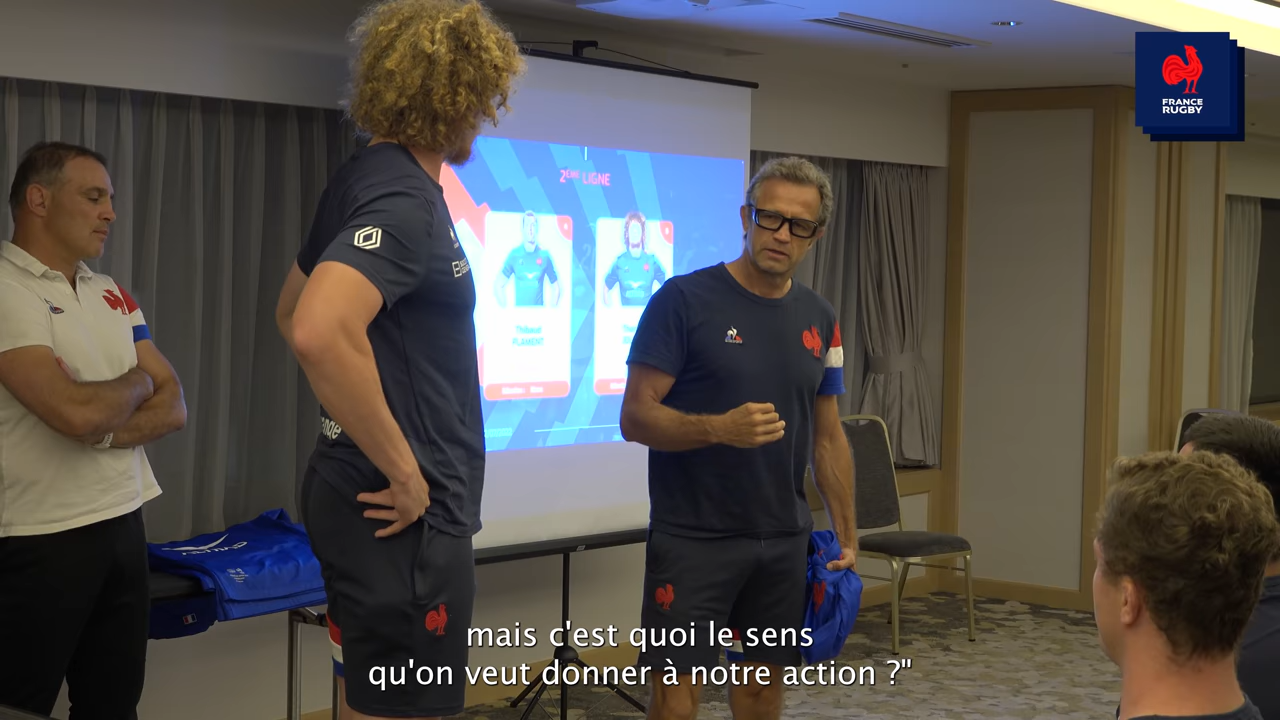 FRANCE
RUGBY
2ÈME LIGNE
Thibaud
FLAMENT
mais c'est quoi le sens
qu'on veut donner à notre action ?"